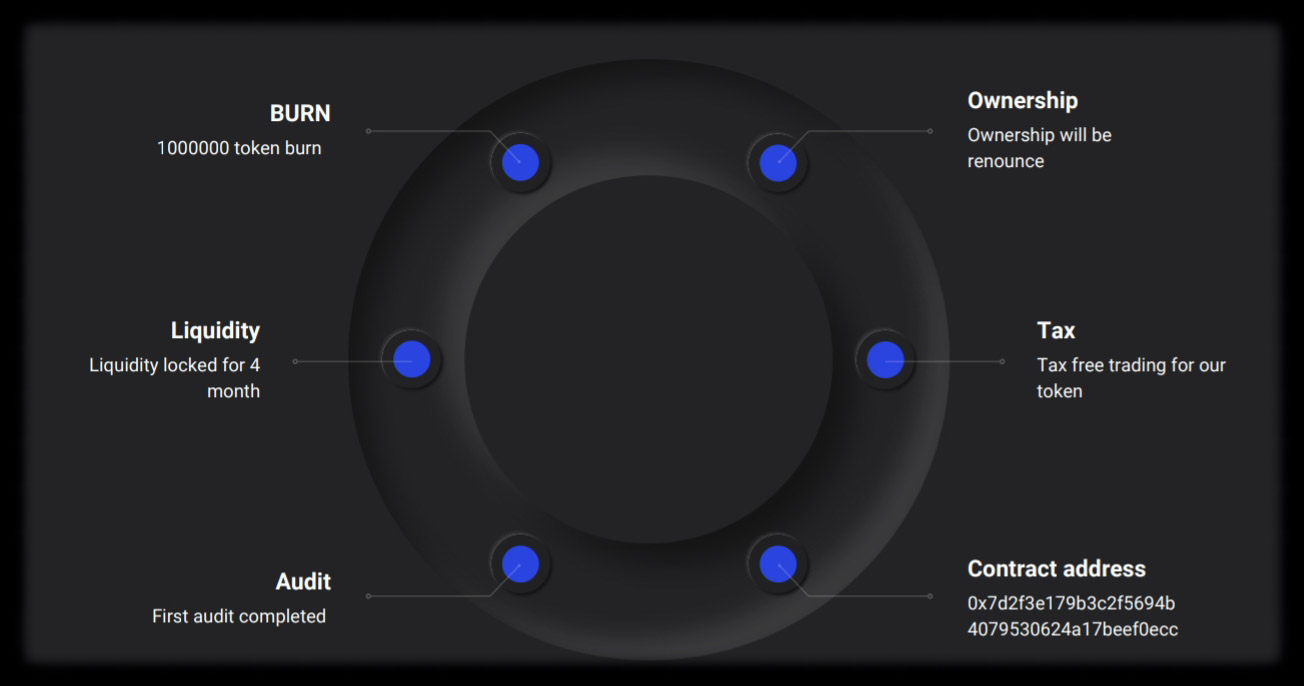 BURN
1000000 token burn
Ownership
Ownership will be
renounce
Liquidity
Liquidity locked for 4
month
Tax
Tax free trading for our
token
Audit
First audit completed
Contract address
0x7d2f3e179b3c2f5694b
4079530624a17beef0ecc